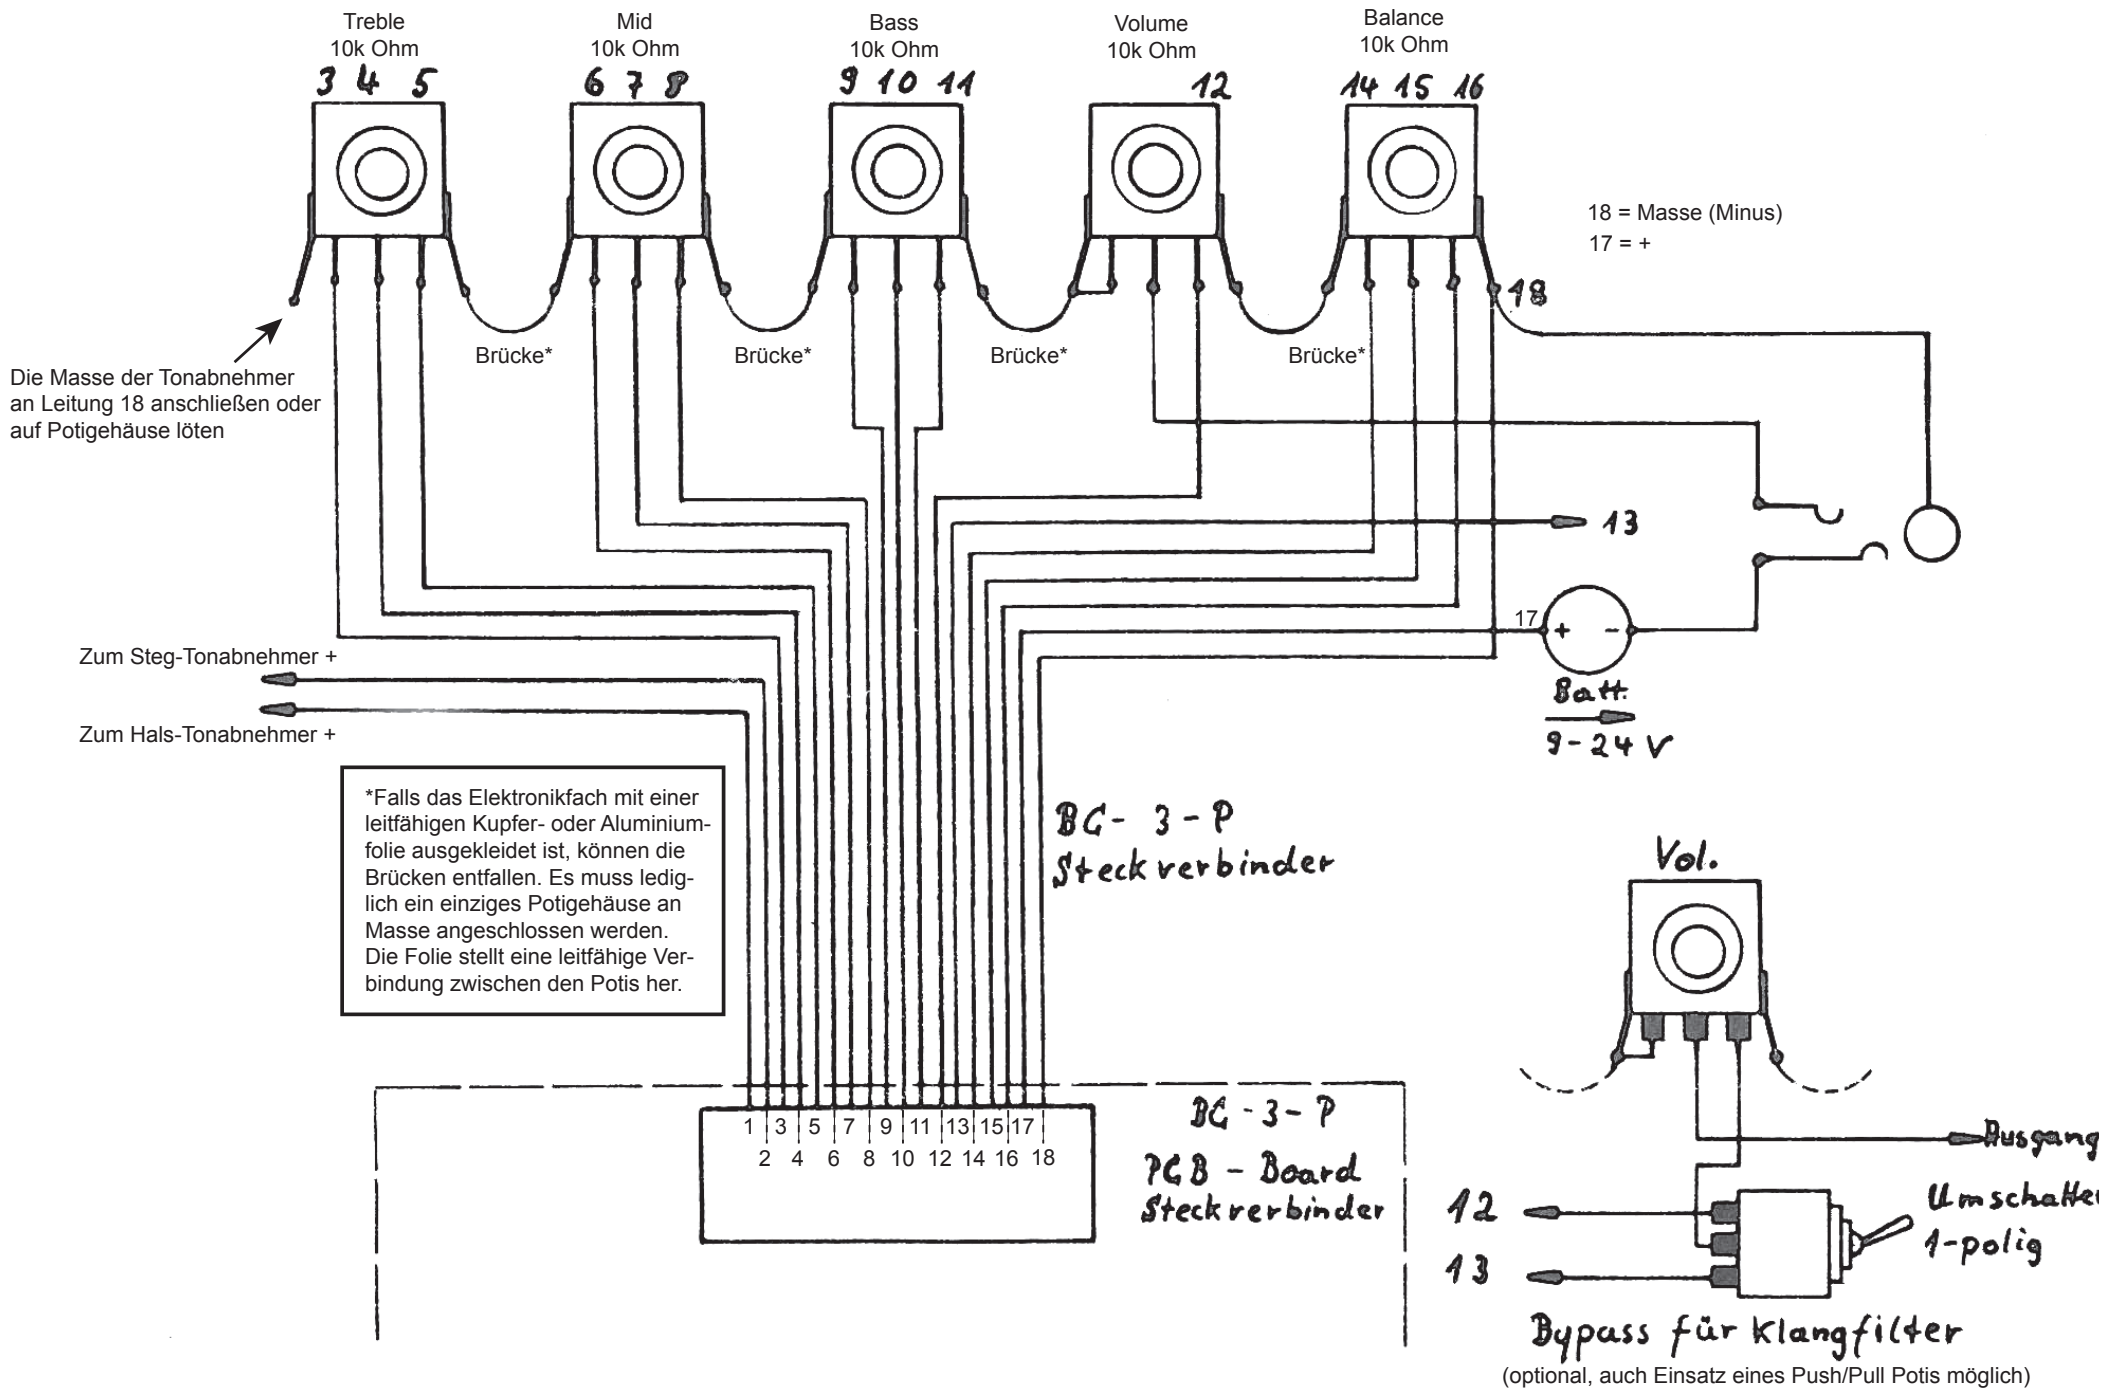 Treble
10k Ohm
3 4 5
Mid
10k Ohm
6 7 8
Bass
10k Ohm
9 10 11
Volume
10k Ohm
12
Balance
10k Ohm
14 15 16
18 = Masse (Minus)
17 = +
18
Brücke*
Brücke*
Brücke*
Brücke*
Die Masse der Tonabnehmer
an Leitung 18 anschließen oder
auf Potigehäuse löten
13
17
+ -
Batt.
9-24 V
Zum Steg-Tonabnehmer +
Zum Hals-Tonabnehmer +
*Falls das Elektronikfach mit einer
leitfähigen Kupfer- oder Aluminium-
folie ausgekleidet ist, können die
Brücken entfallen. Es muss ledig-
lich ein einziges Potigehäuse an
Masse angeschlossen werden.
Die Folie stellt eine leitfähige Ver-
bindung zwischen den Potis her.
BG-3-P
Steckverbinder
1 3 5 7 9 11 13 15 17
2 4 6 8 10 12 14 16 18
BG-3-P
PCB-Board
Steckverbinder
Vol.
Ausgang
12
13
Umschalter
1-polig
Bypass für Klangfilter
(optional, auch Einsatz eines Push/Pull Potis möglich)